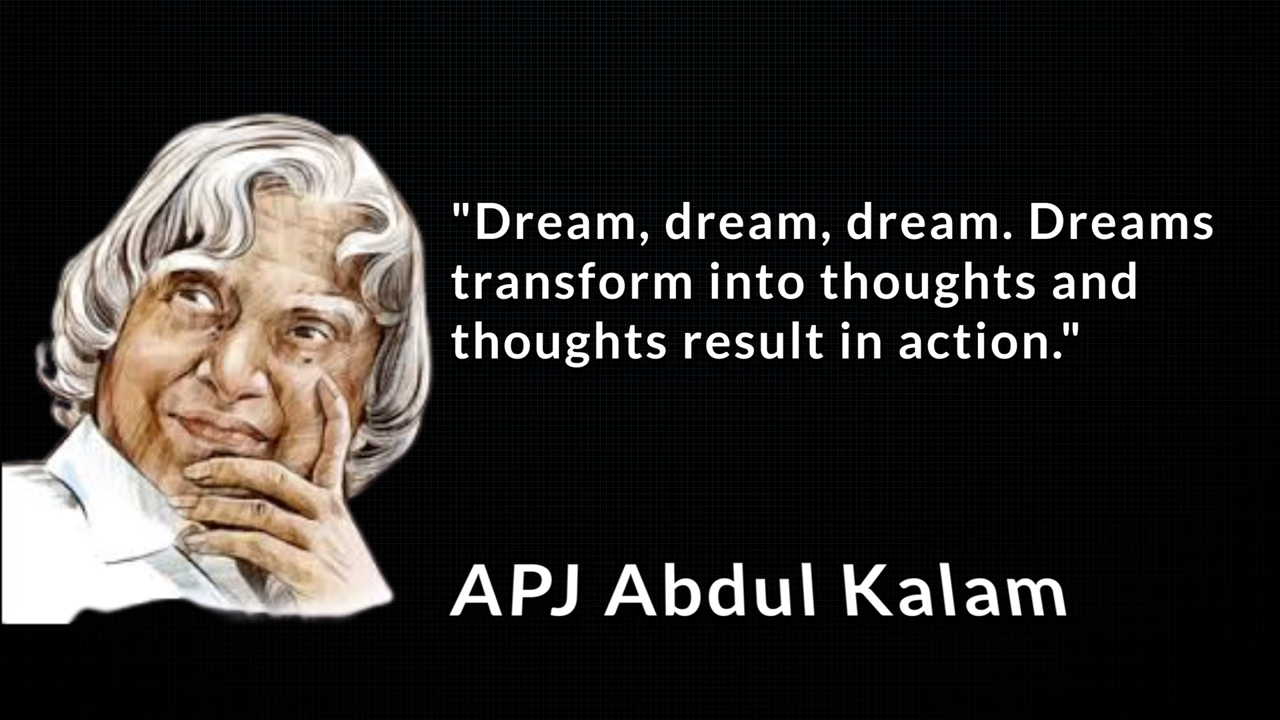 "Dream, dream, dream. Dreams
transform into thoughts and
thoughts result in action."
APJ Abdul Kalam